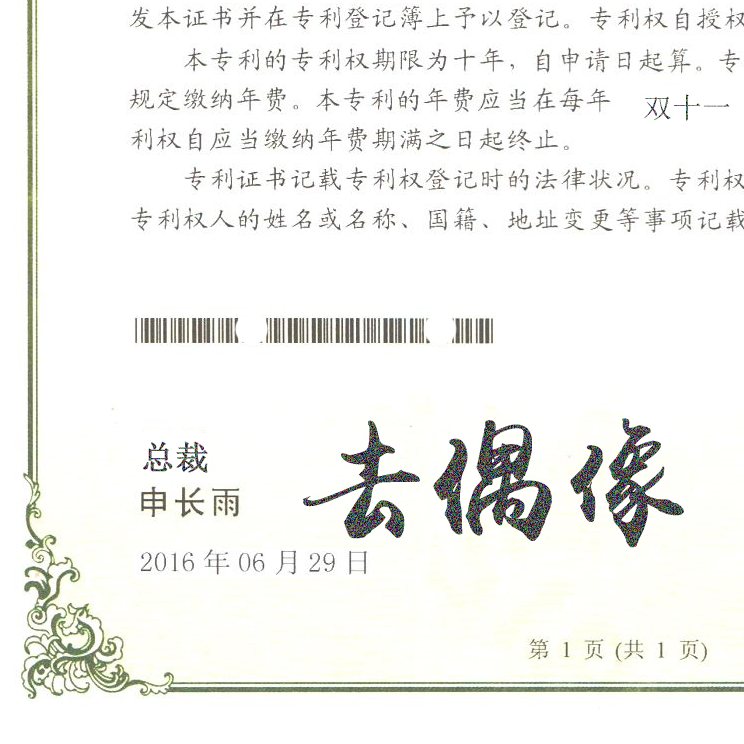 发本证书并在专利登记簿上予以登记。专利权自授权
本专利的专利权期限为十年，自申请日起算。专
规定缴纳年费。本专利的年费应当在每年 双十一
利权自应当缴纳年费期满之日起终止。
专利证书记载专利权登记时的法律状况。专利权
专利权人的姓名或名称、国籍、地址变更等事项记载
总裁
申长雨
去偶像
2016年06月29日
第 1 页 (共 1 页)